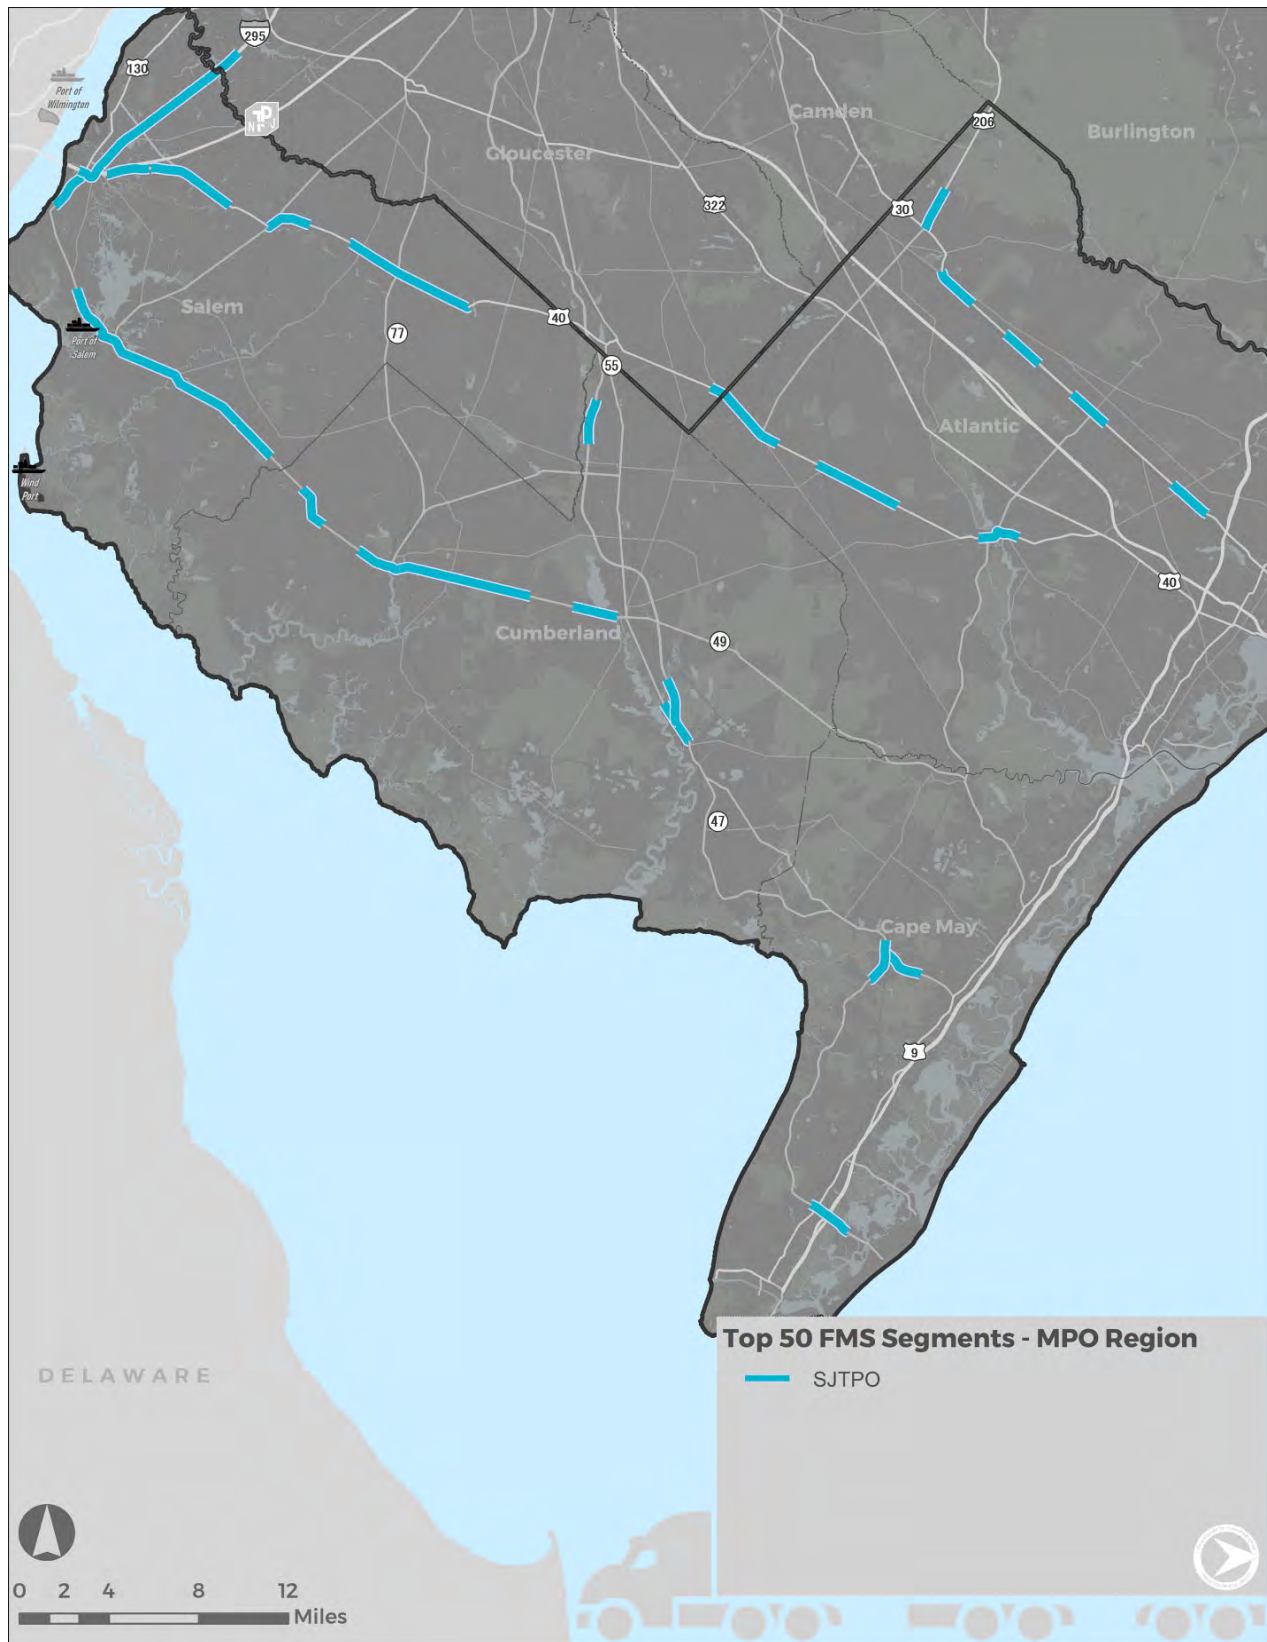 295
130
Port of
Wilmington
P
N J
Camden
206
Burlington
Gloucester
322
30
Salem
40
77
Port of
Salem
55
Atlantic
Wind
Port
40
Cumberland
49
47
Cape May
9
Top 50 FMS Segments - MPO Region
SJTPO
DELAWARE
0 2 4 8 12
Miles